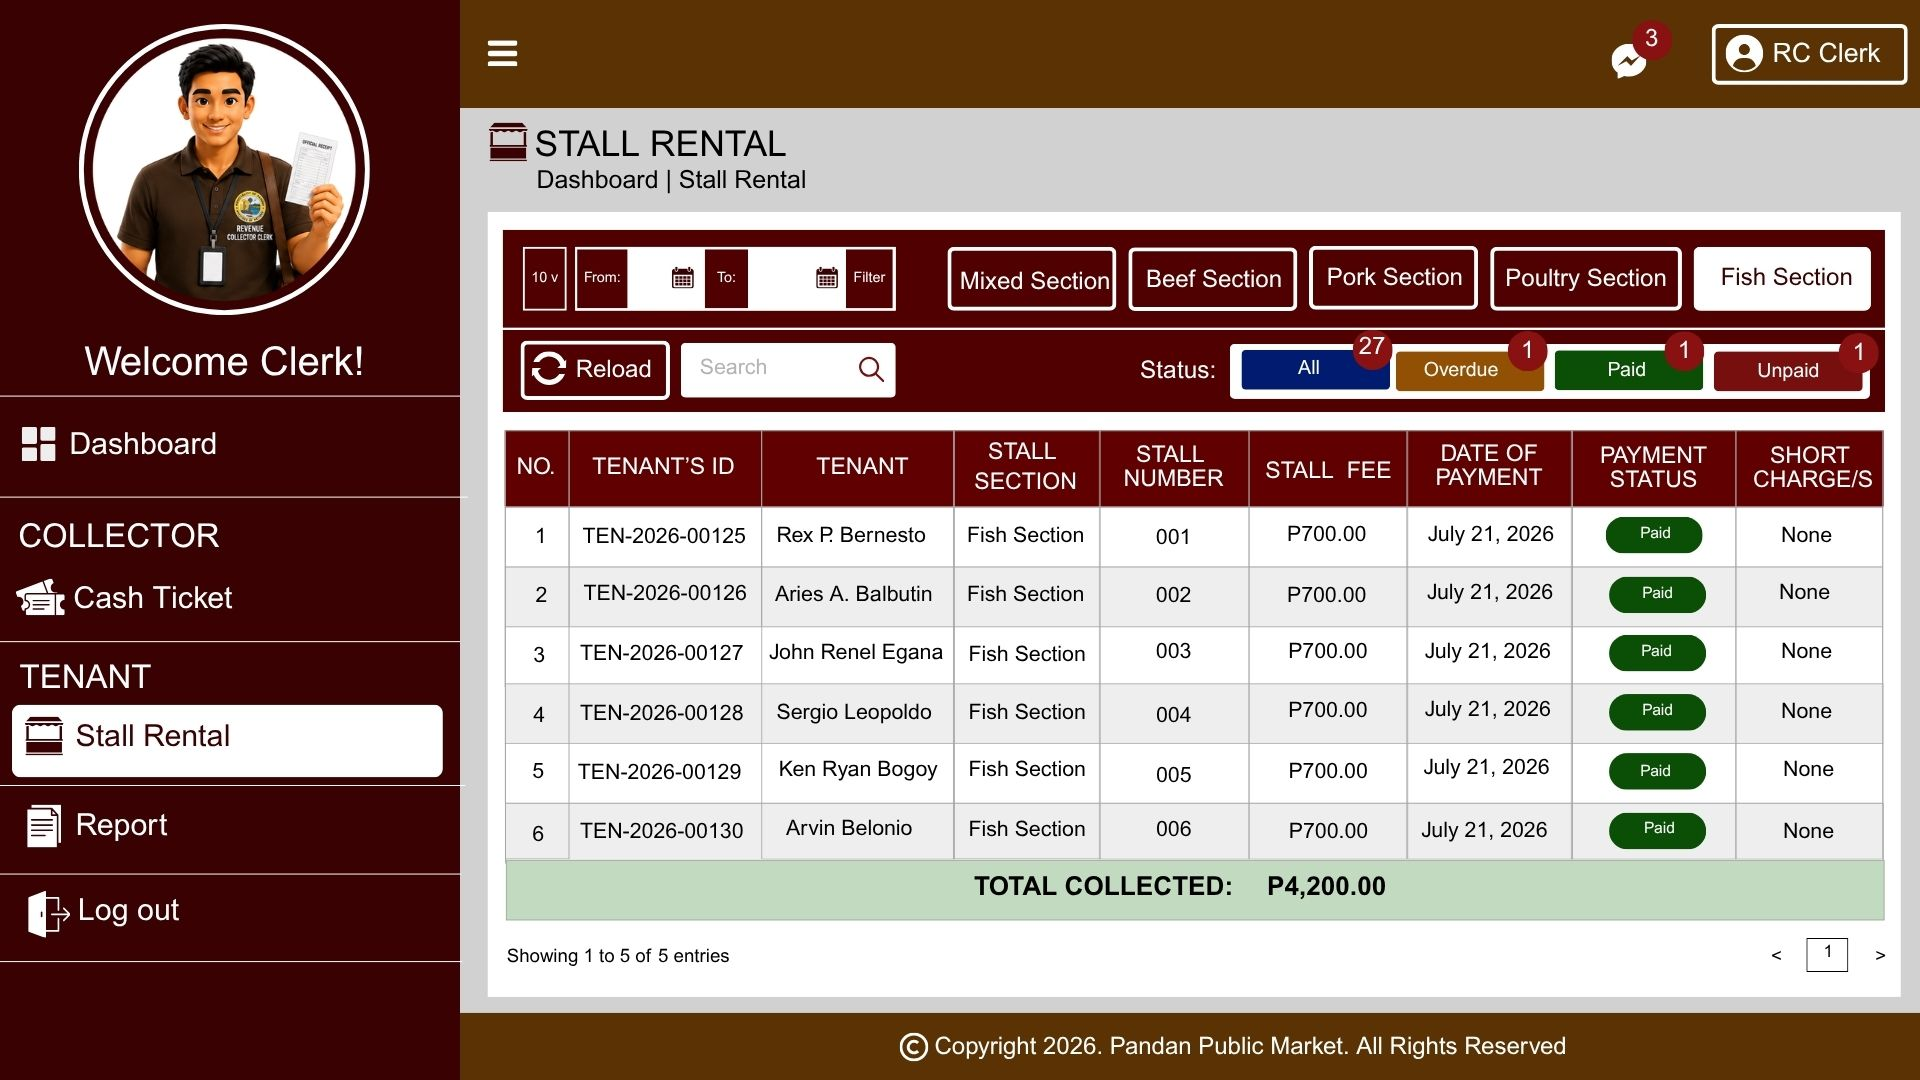 OFFICIAL RECEIPT
REVENUE
COLLECTOR CLERK
Welcome Clerk!
Dashboard
COLLECTOR
Cash Ticket
TENANT
Stall Rental
Report
Log out
3
RC Clerk
STALL RENTAL
Dashboard | Stall Rental
10 v From: To: Filter Mixed Section Beef Section Pork Section Poultry Section Fish Section
Reload Search Status: All 27 Overdue 1 Paid 1 Unpaid 1
NO. TENANT’S ID TENANT STALL SECTION STALL NUMBER STALL FEE DATE OF PAYMENT PAYMENT STATUS SHORT CHARGE/S
1 TEN-2026-00125 Rex P. Bernesto Fish Section 001 P700.00 July 21, 2026 Paid None
2 TEN-2026-00126 Aries A. Balbutin Fish Section 002 P700.00 July 21, 2026 Paid None
3 TEN-2026-00127 John Renel Egana Fish Section 003 P700.00 July 21, 2026 Paid None
4 TEN-2026-00128 Sergio Leopoldo Fish Section 004 P700.00 July 21, 2026 Paid None
5 TEN-2026-00129 Ken Ryan Bogoy Fish Section 005 P700.00 July 21, 2026 Paid None
6 TEN-2026-00130 Arvin Belonio Fish Section 006 P700.00 July 21, 2026 Paid None
TOTAL COLLECTED: P4,200.00
Showing 1 to 5 of 5 entries
< 1 >
© Copyright 2026. Pandan Public Market. All Rights Reserved